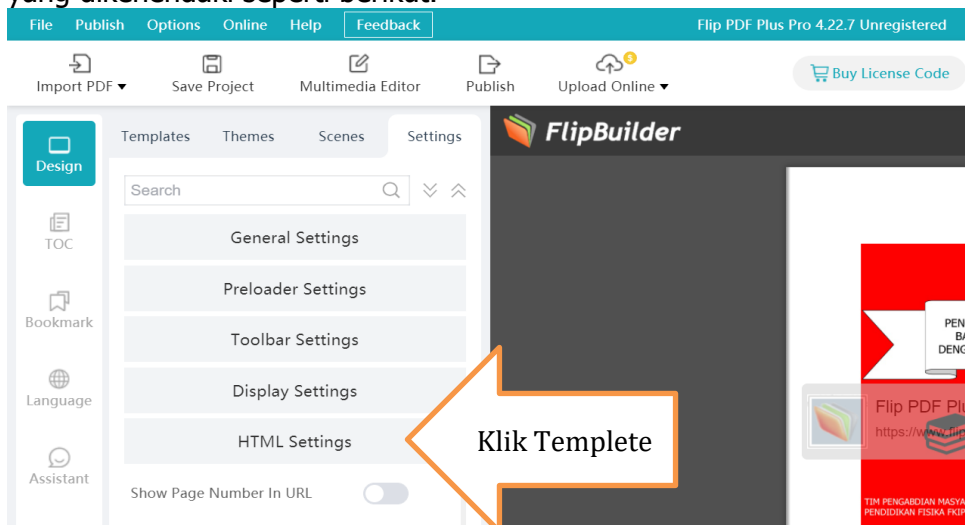 yang dikehendaki seperti berikut.
File Publish Options Online Help Feedback Flip PDF Plus Pro 4.22.7 Unregistered
Import PDF Save Project Multimedia Editor Publish Upload Online Buy License Code
Design
TOC
Bookmark
Language
Assistant
Templates Themes Scenes Settings
Search
General Settings
Preloader Settings
Toolbar Settings
Display Settings
HTML Settings
Show Page Number In URL
Klik Templete
FlipBuilder
PEN
BA
DENG
Flip PDF Plu
https://www.flip
TIM PENGABDIAN MASYA
PENDIDIKAN FISIKA FKIP